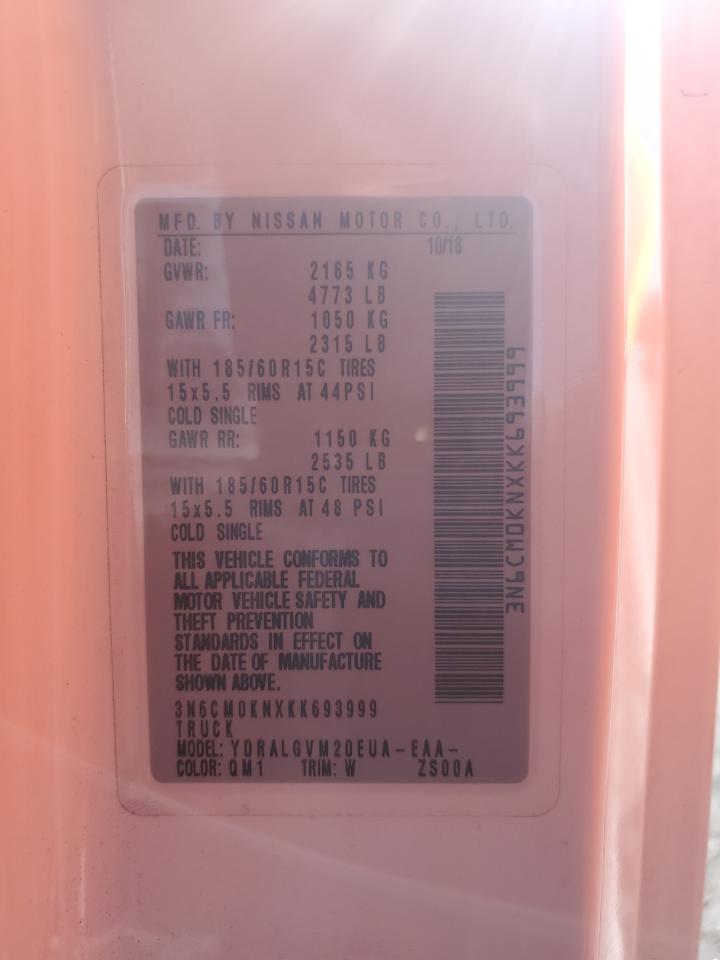 MFD. BY NISSAN MOTOR CO., LTD.
DATE: 10/18
GVWR: 2165 KG
4773 LB
GAWR FR: 1050 KG
2315 LB
WITH 185/60R15C TIRES
15x5.5 RIMS AT 44PSI
COLD SINGLE
GAWR RR: 1150 KG
2535 LB
WITH 185/60R15C TIRES
15x5.5 RIMS AT 48 PSI
COLD SINGLE
THIS VEHICLE CONFORMS TO
ALL APPLICABLE FEDERAL
MOTOR VEHICLE SAFETY AND
THEFT PREVENTION
STANDARDS IN EFFECT ON
THE DATE OF MANUFACTURE
SHOWN ABOVE.
3N6CM0KNXKK693999
TRUCK
MODEL: YDRALGVM20EUA-EAA-
COLOR: QM1 TRIM: W ZS00A
3N6CM0KNXKK693999